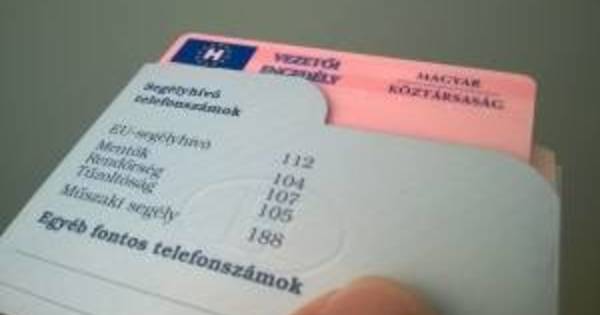 H
VEZETŐI
ENGEDÉLY
MAGYAR
KÖZTÁRSASÁG
Segélyhívó
telefonszámok
EU-segélyhívó 112
Mentők 104
Rendőrség 107
Tűzoltóság 105
Műszaki segély 188
Egyéb fontos telefonszámok